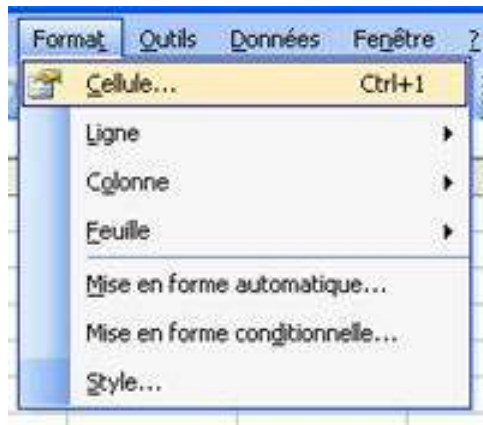 Format Outils Données Fenêtre ?
Cellule... Ctrl+1
Ligne
Colonne
Feuille
Mise en forme automatique...
Mise en forme conditionnelle...
Style...